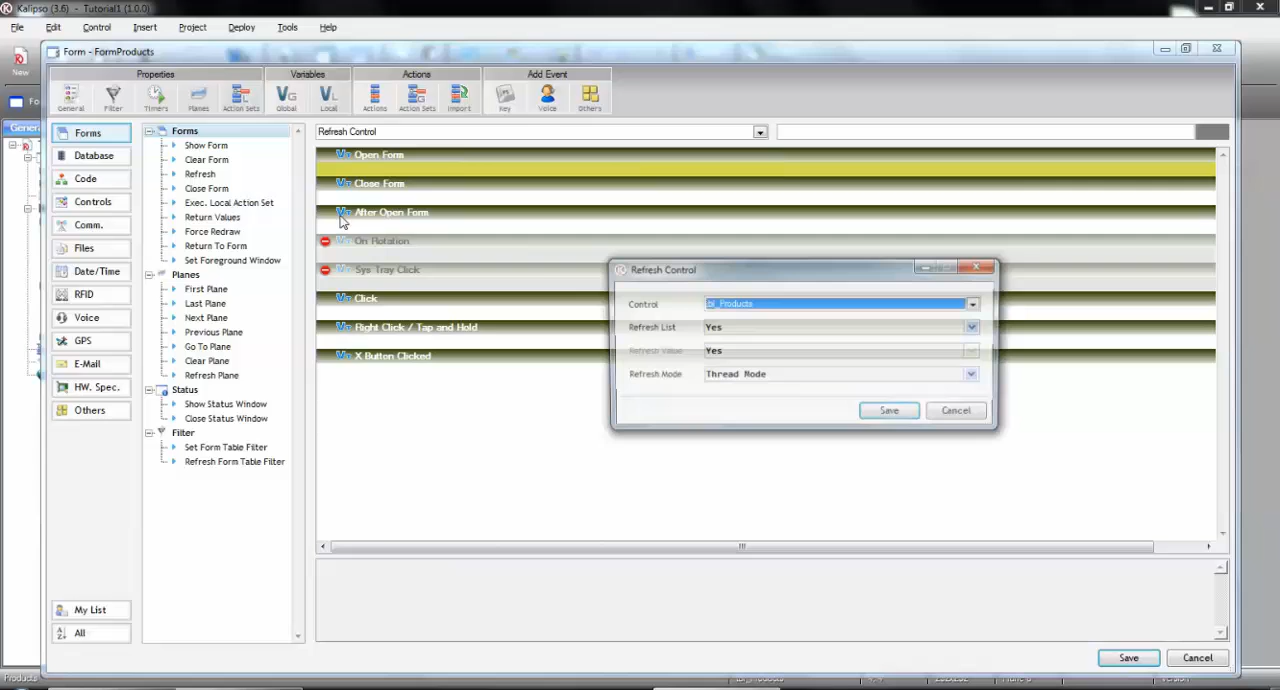 Kalipso (3.6) - Tutorial1 (1.0.0)
File Edit Control Insert Project Deploy Tools Help
New
Form - FormProducts
Properties Variables Actions Add Event
General Filter Timers Planes Action Sets Global Local Actions Action Sets Import Key Voice Others
Forms
Database
Code
Controls
Comm.
Files
Date/Time
RFID
Voice
GPS
E-Mail
HW. Spec.
Others
My List
All
Forms
Show Form
Clear Form
Refresh
Close Form
Exec. Local Action Set
Return Values
Force Redraw
Return To Form
Set Foreground Window
Planes
First Plane
Last Plane
Next Plane
Previous Plane
Go To Plane
Clear Plane
Refresh Plane
Status
Show Status Window
Close Status Window
Filter
Set Form Table Filter
Refresh Form Table Filter
Refresh Control
Open Form
Close Form
After Open Form
On Rotation
Sys Tray Click
Click
Right Click / Tap and Hold
X Button Clicked
Refresh Control
Control tbl_Products
Refresh List Yes
Refresh Value Yes
Refresh Mode Thread Mode
Save Cancel
Save Cancel